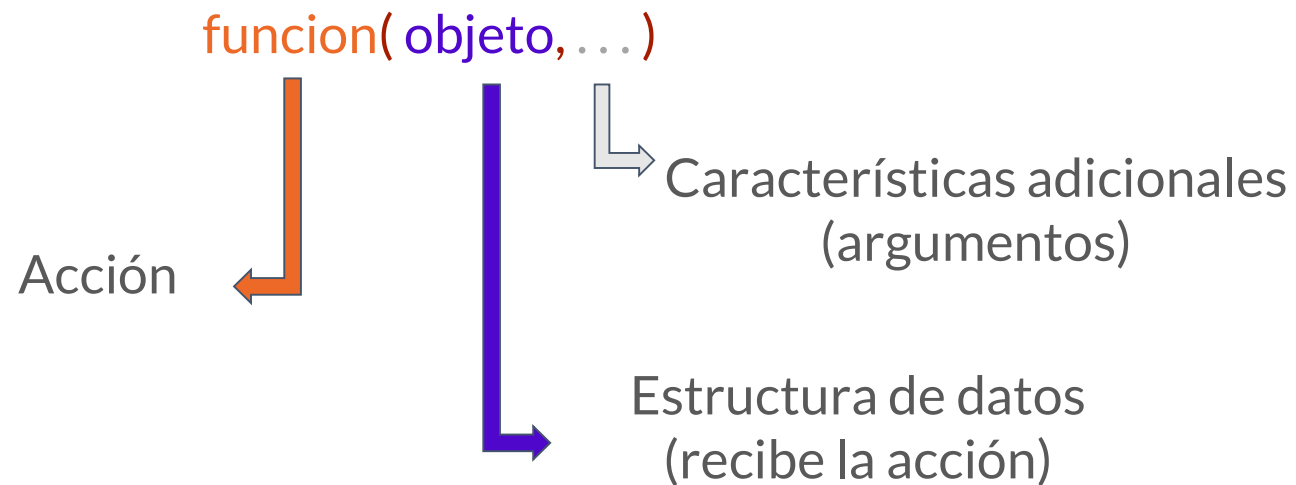 funcion( objeto, . . . )
Características adicionales
(argumentos)
Acción
Estructura de datos
(recibe la acción)